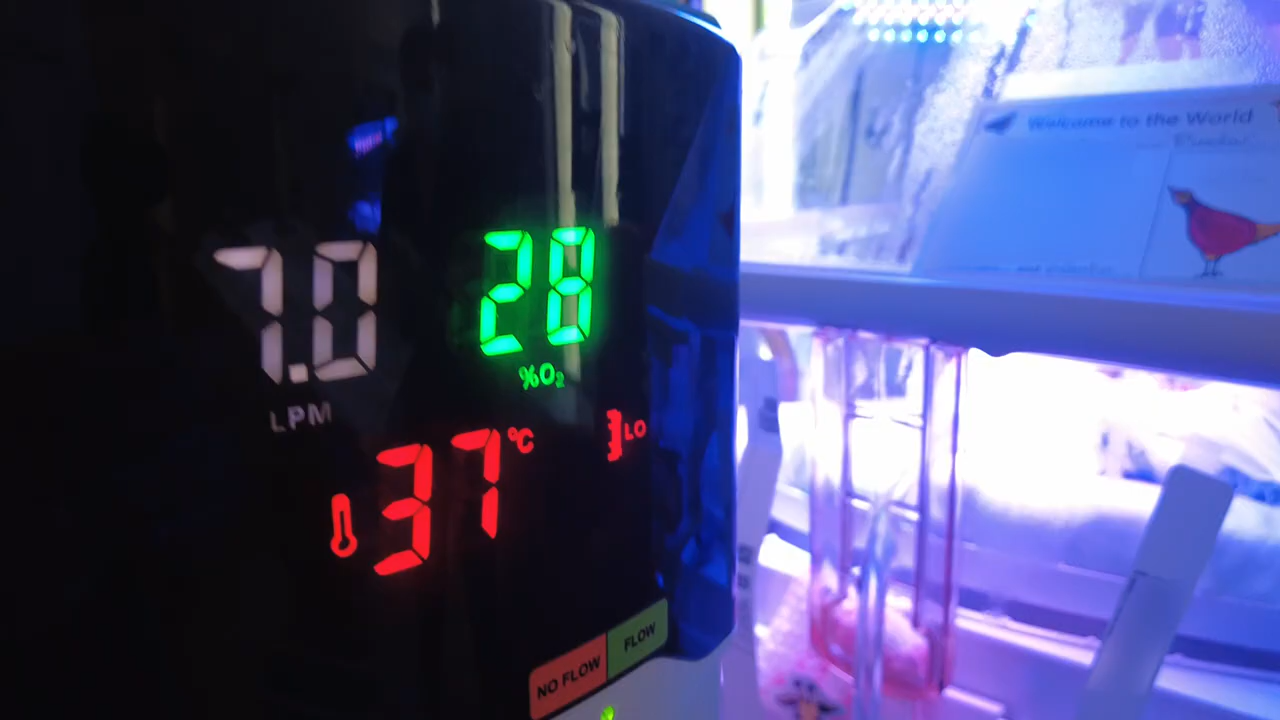 7.0
28
LPM
%O₂
37 °C
LO
NO FLOW
FLOW
Welcome to the World